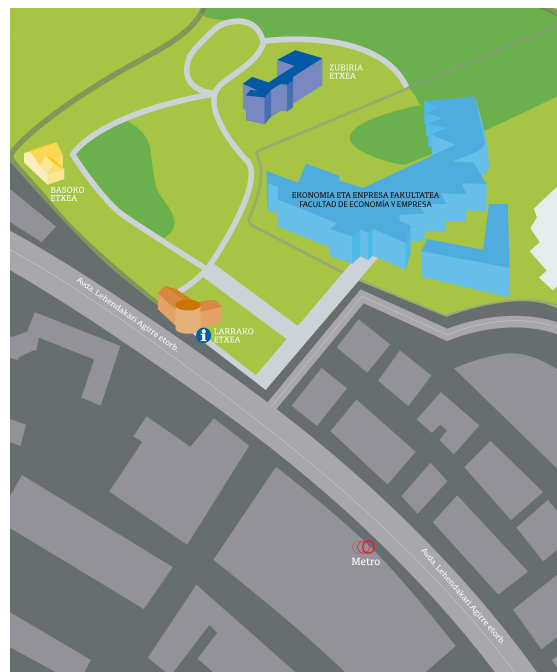 ZUBIRIA
ETXEA
BASOKO
ETXEA
EKONOMIA ETA ENPRESA FAKULTATEA
FACULTAD DE ECONOMÍA Y EMPRESA
Avda. Lehendakari Agirre etorb.
i
LARRAKO
ETXEA
Metro
Avda. Lehendakari Agirre etorb.